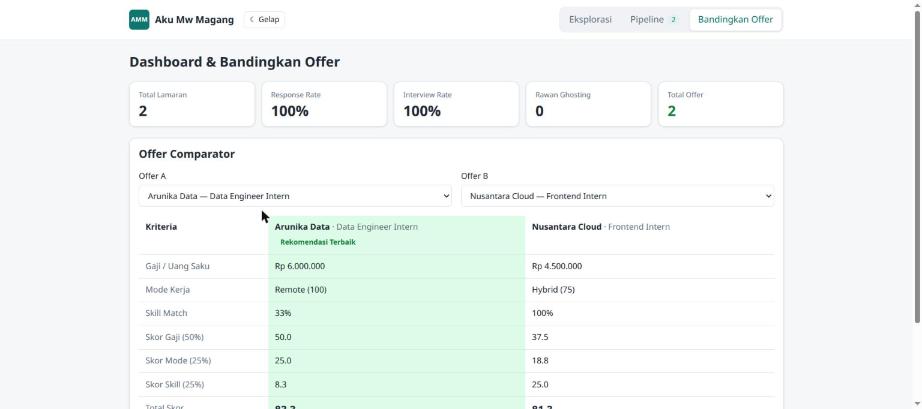 AMM Aku Mw Magang Gelap Eksplorasi Pipeline 2 Bandingkan Offer
Dashboard & Bandingkan Offer
Total Lamaran Response Rate Interview Rate Rawan Ghosting Total Offer
2 100% 100% 0 2
Offer Comparator
Offer A Offer B
Arunika Data — Data Engineer Intern Nusantara Cloud — Frontend Intern
Kriteria Arunika Data · Data Engineer Intern Nusantara Cloud · Frontend Intern
Rekomendasi Terbaik
Gaji / Uang Saku Rp 6.000.000 Rp 4.500.000
Mode Kerja Remote (100) Hybrid (75)
Skill Match 33% 100%
Skor Gaji (50%) 50.0 37.5
Skor Mode (25%) 25.0 18.8
Skor Skill (25%) 8.3 25.0
Total Skor